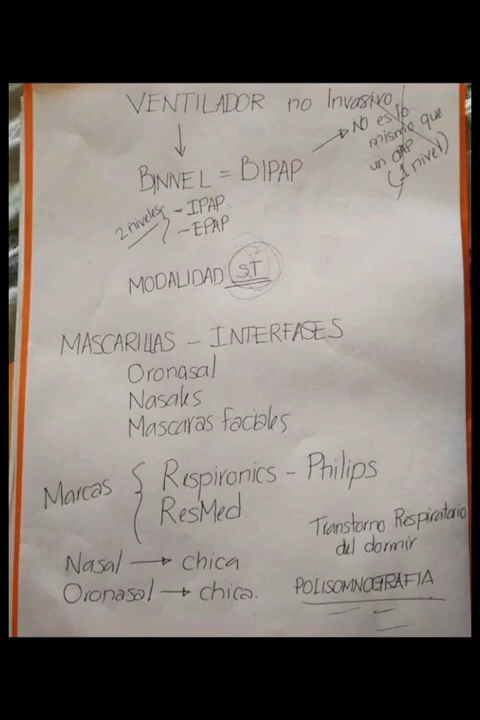 VENTILADOR no Invasivo
NO es lo
mismo que
un CPAP
(1 nivel)
BINIVEL = BIPAP
2 niveles
- IPAP
- EPAP
MODALIDAD ST
MASCARILLAS - INTERFASES
Oronasal
Nasales
Mascaras faciales
Marcas
Respironics - Philips
ResMed
Transtorno Respiratorio
del dormir
Nasal → chica
Oronasal → chica.
POLISOMNOGRAFIA